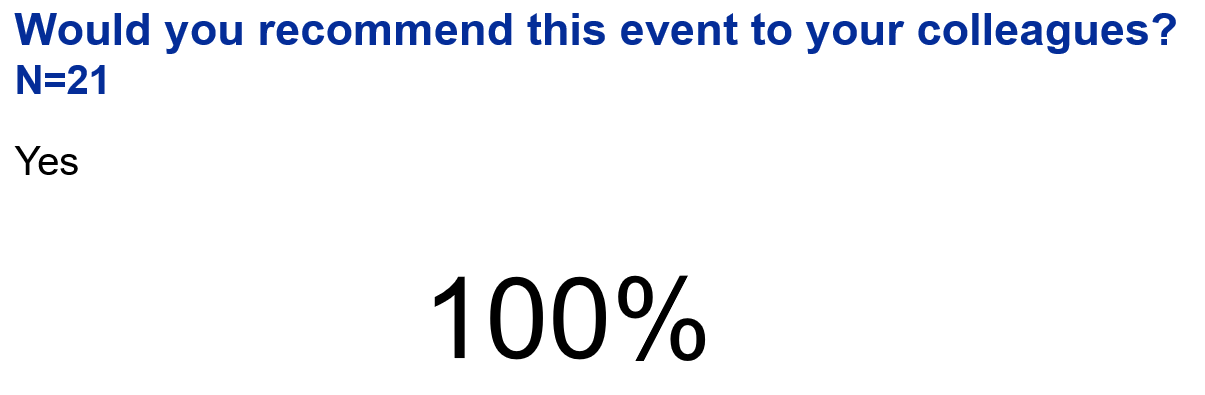 Would you recommend this event to your colleagues?
N=21
Yes
100%